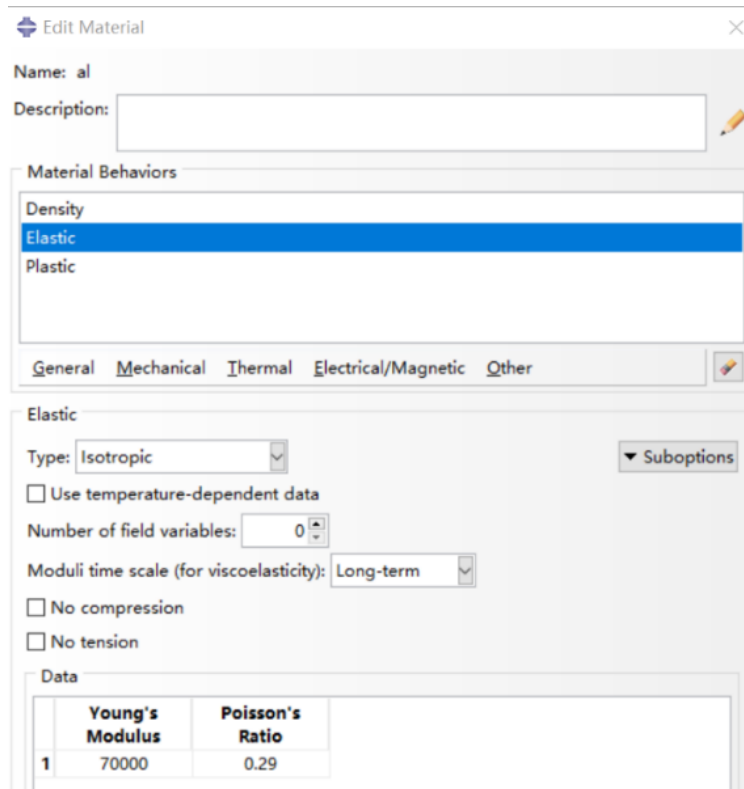 Edit Material
Name: al
Description:
Material Behaviors
Density
Elastic
Plastic
General Mechanical Thermal Electrical/Magnetic Other
Elastic
Type: Isotropic Suboptions
Use temperature-dependent data
Number of field variables: 0
Moduli time scale (for viscoelasticity): Long-term
No compression
No tension
Data
Young's Poisson's
Modulus Ratio
1 70000 0.29